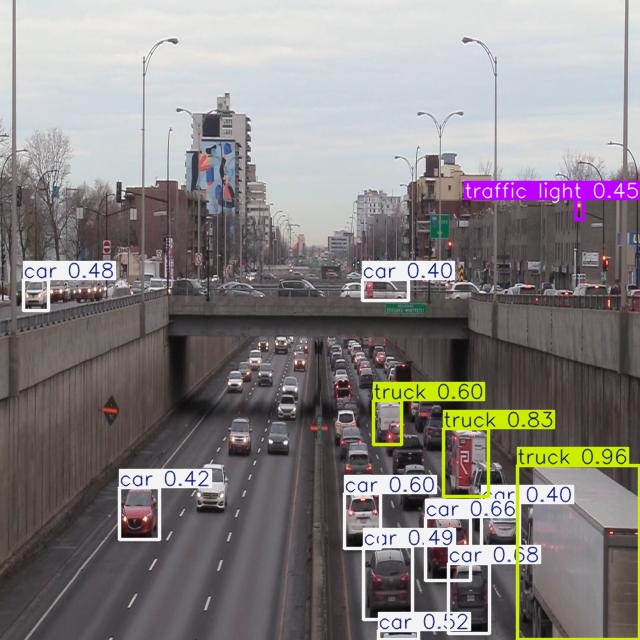 traffic light 0.45
car 0.48
car 0.40
truck 0.60
truck 0.83
truck 0.96
car 0.42
car 0.60
car 0.40
car 0.66
car 0.49
car 0.68
car 0.52